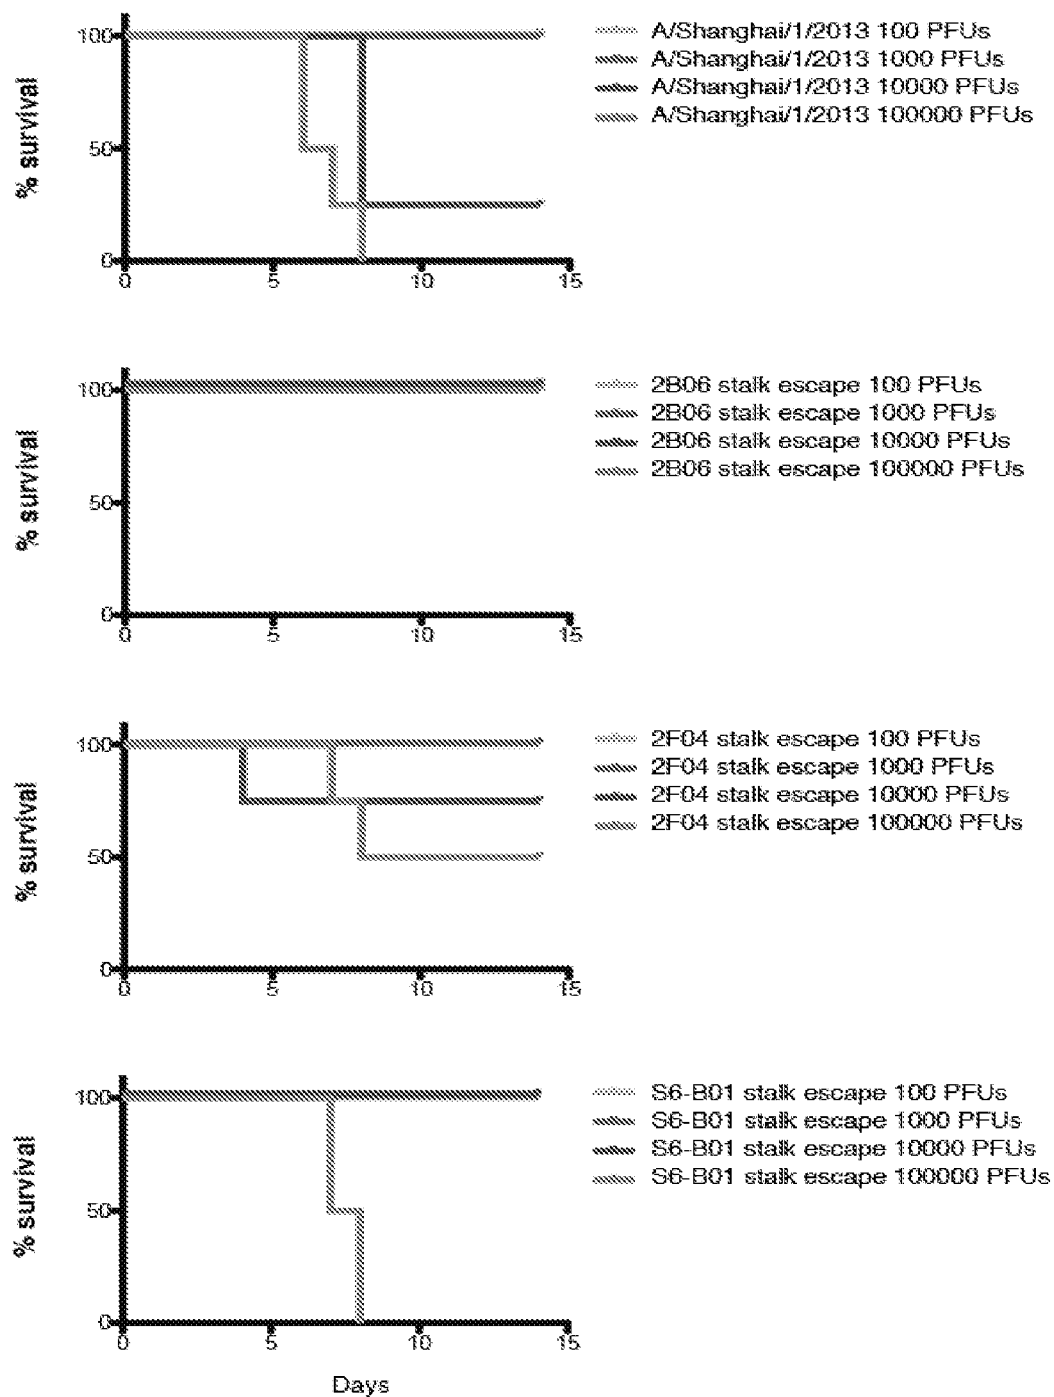 100
50
0
0 5 10 15
% survival
A/Shanghai/1/2013 100 PFUs
A/Shanghai/1/2013 1000 PFUs
A/Shanghai/1/2013 10000 PFUs
A/Shanghai/1/2013 100000 PFUs
100
50
0
0 5 10 15
% survival
2B06 stalk escape 100 PFUs
2B06 stalk escape 1000 PFUs
2B06 stalk escape 10000 PFUs
2B06 stalk escape 100000 PFUs
100
50
0
0 5 10 15
% survival
2F04 stalk escape 100 PFUs
2F04 stalk escape 1000 PFUs
2F04 stalk escape 10000 PFUs
2F04 stalk escape 100000 PFUs
100
50
0
0 5 10 15
% survival
S6-B01 stalk escape 100 PFUs
S6-B01 stalk escape 1000 PFUs
S6-B01 stalk escape 10000 PFUs
S6-B01 stalk escape 100000 PFUs
Days